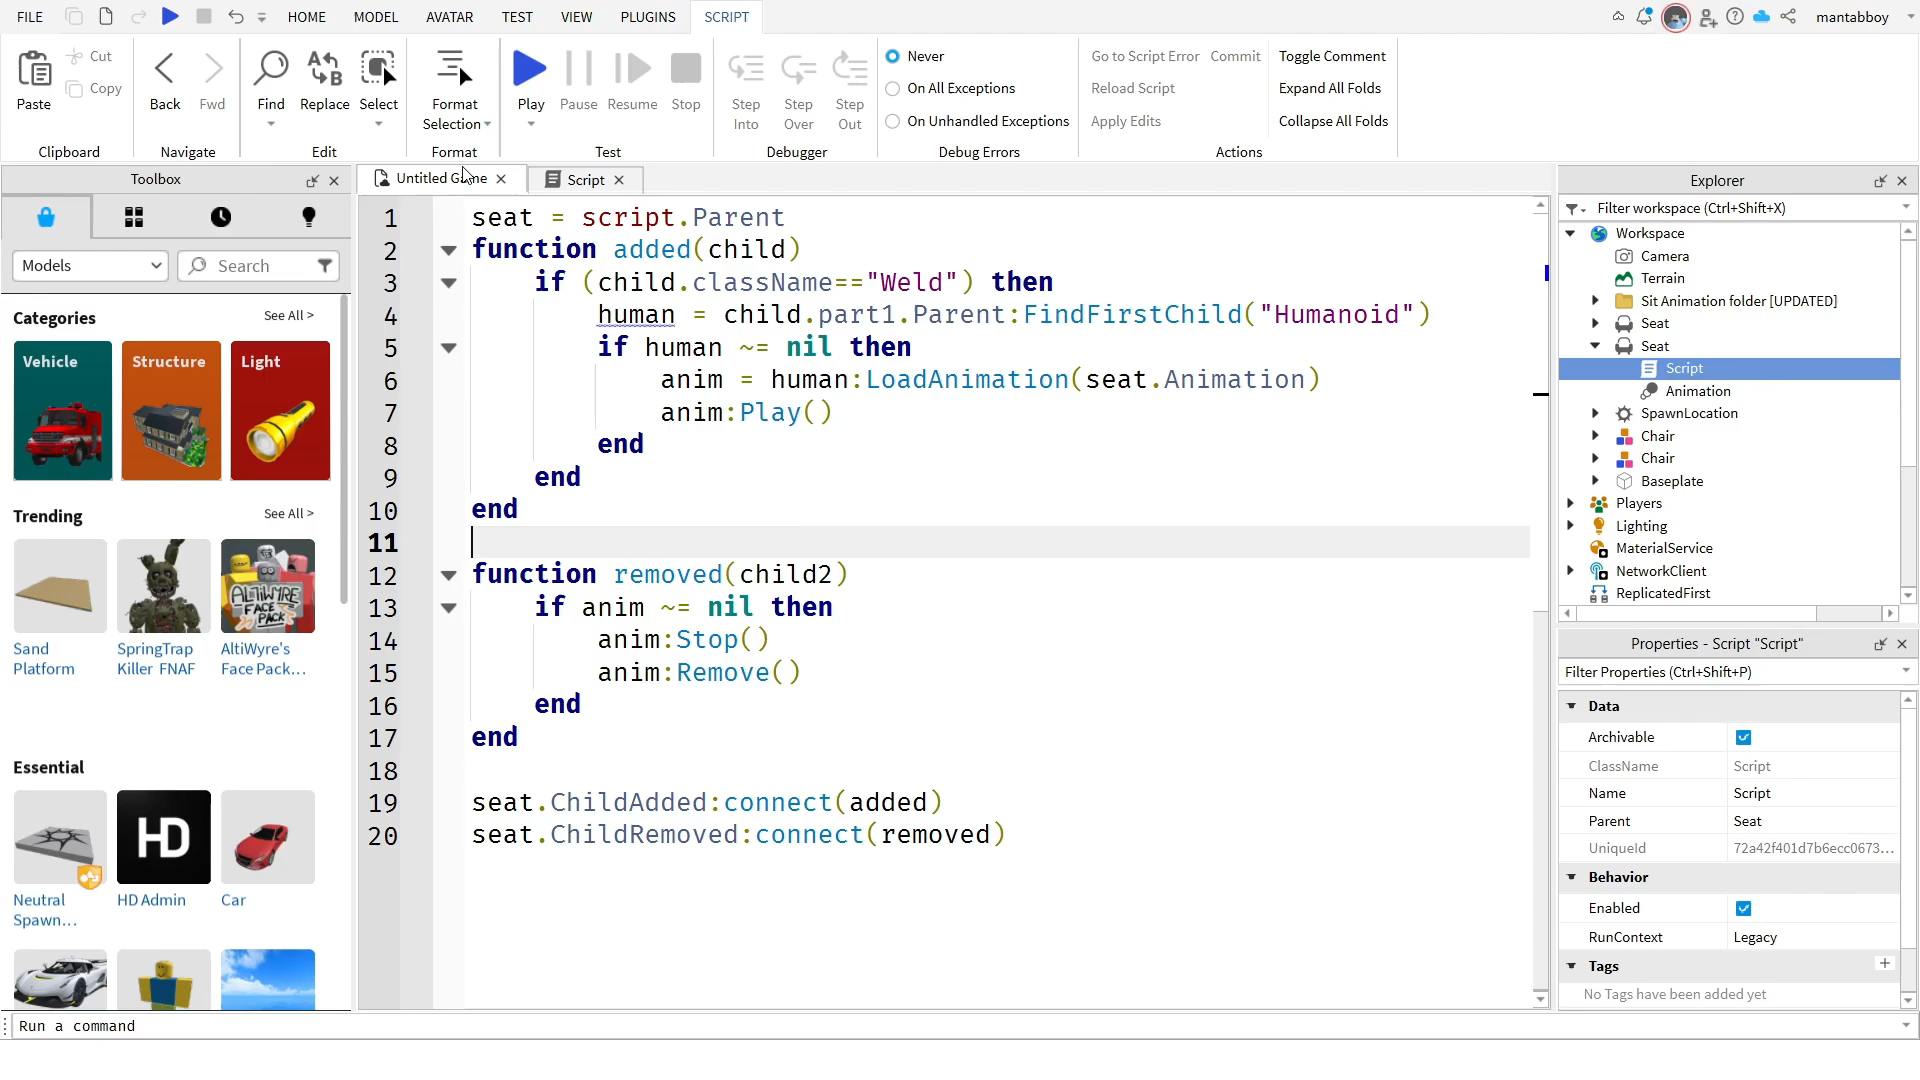 FILE HOME MODEL AVATAR TEST VIEW PLUGINS SCRIPT mantabboy
Paste Cut Copy
Clipboard
Back Fwd
Navigate
Find Replace Select
Edit
Format Selection
Format
Play Pause Resume Stop
Test
Step Into Step Over Step Out
Debugger
Never
On All Exceptions
On Unhandled Exceptions
Debug Errors
Go to Script Error Commit Toggle Comment
Reload Script Expand All Folds
Apply Edits Collapse All Folds
Actions
Toolbox
Models Search
Categories See All >
Vehicle Structure Light
Trending See All >
ALTIWYRE FACE PACK
Sand Platform
SpringTrap Killer FNAF
AltiWyre's Face Pack...
Essential
HD
Neutral Spawn...
HD Admin
Car
Untitled Game Script
1 seat = script.Parent
2 function added(child)
3 if (child.className=="Weld") then
4 human = child.part1.Parent:FindFirstChild("Humanoid")
5 if human ~= nil then
6 anim = human:LoadAnimation(seat.Animation)
7 anim:Play()
8 end
9 end
10 end
11
12 function removed(child2)
13 if anim ~= nil then
14 anim:Stop()
15 anim:Remove()
16 end
17 end
18
19 seat.ChildAdded:connect(added)
20 seat.ChildRemoved:connect(removed)
Explorer
Filter workspace (Ctrl+Shift+X)
Workspace
Camera
Terrain
Sit Animation folder [UPDATED]
Seat
Seat
Script
Animation
SpawnLocation
Chair
Chair
Baseplate
Players
Lighting
MaterialService
NetworkClient
ReplicatedFirst
Properties - Script "Script"
Filter Properties (Ctrl+Shift+P)
Data
Archivable
ClassName Script
Name Script
Parent Seat
UniqueId 72a42f401d7b6ecc0673...
Behavior
Enabled
RunContext Legacy
Tags +
No Tags have been added yet
Run a command